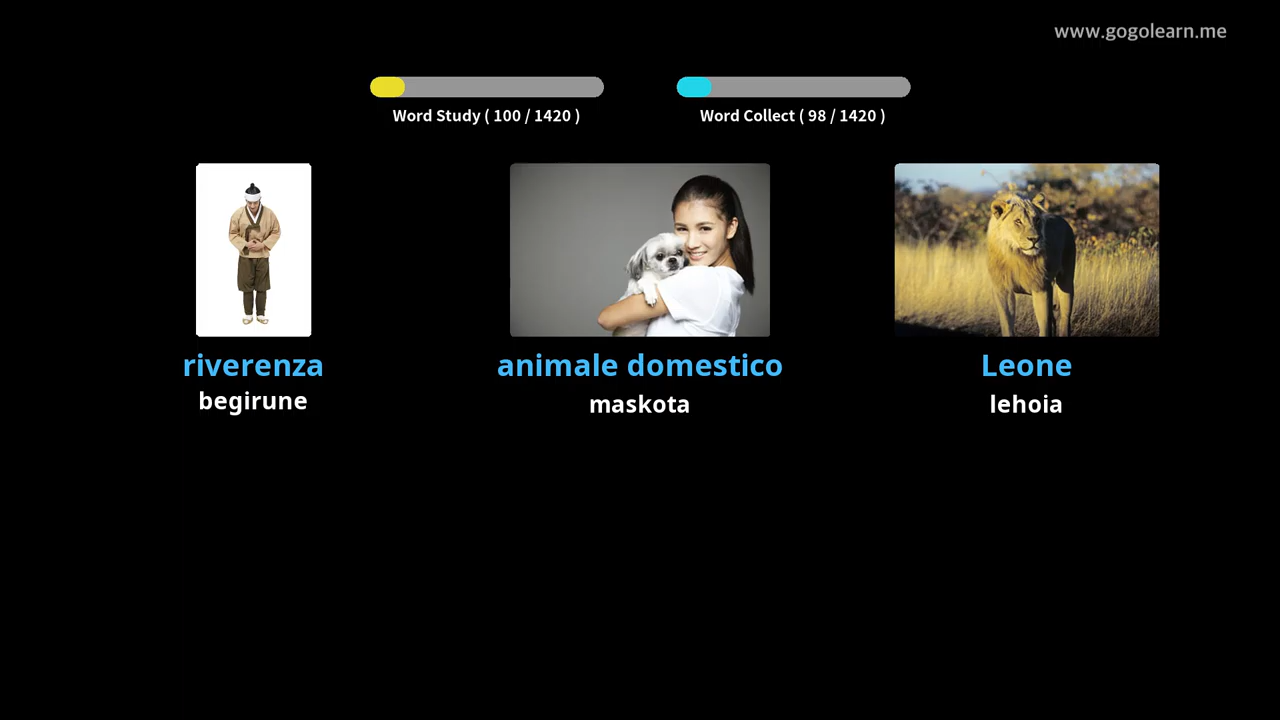 www.gogolearn.me
Word Study ( 100 / 1420 )
Word Collect ( 98 / 1420 )
riverenza
begirune
animale domestico
maskota
Leone
lehoia